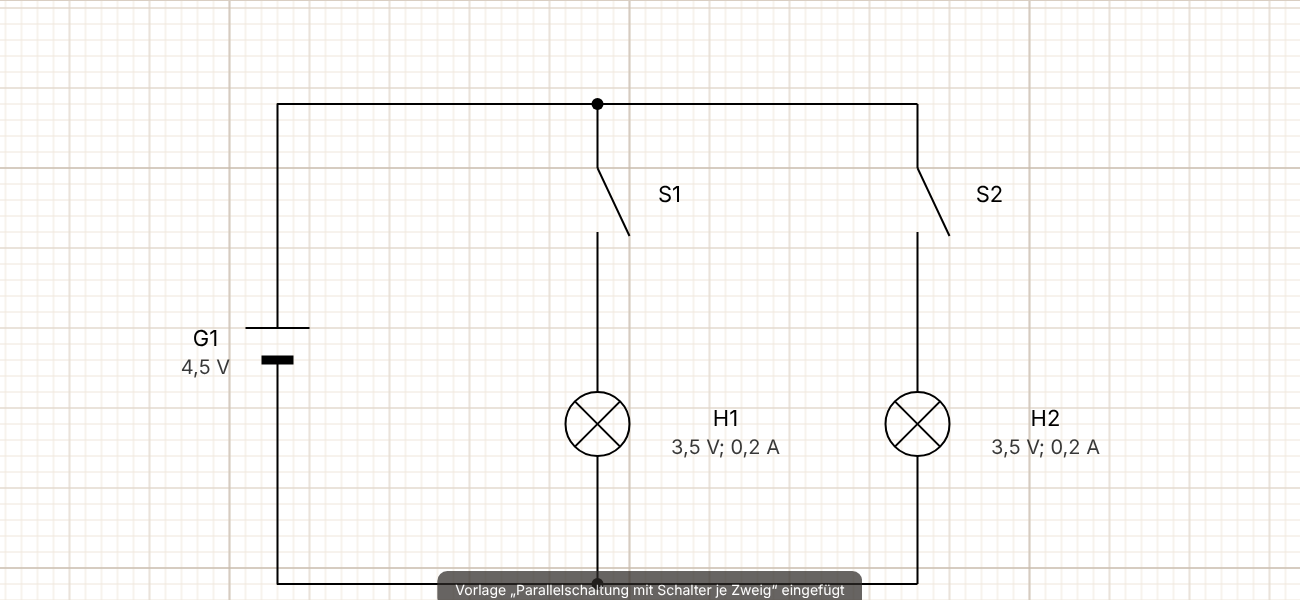 S1
S2
G1
4,5 V
H1
3,5 V; 0,2 A
H2
3,5 V; 0,2 A
Vorlage „Parallelschaltung mit Schalter je Zweig“ eingefügt